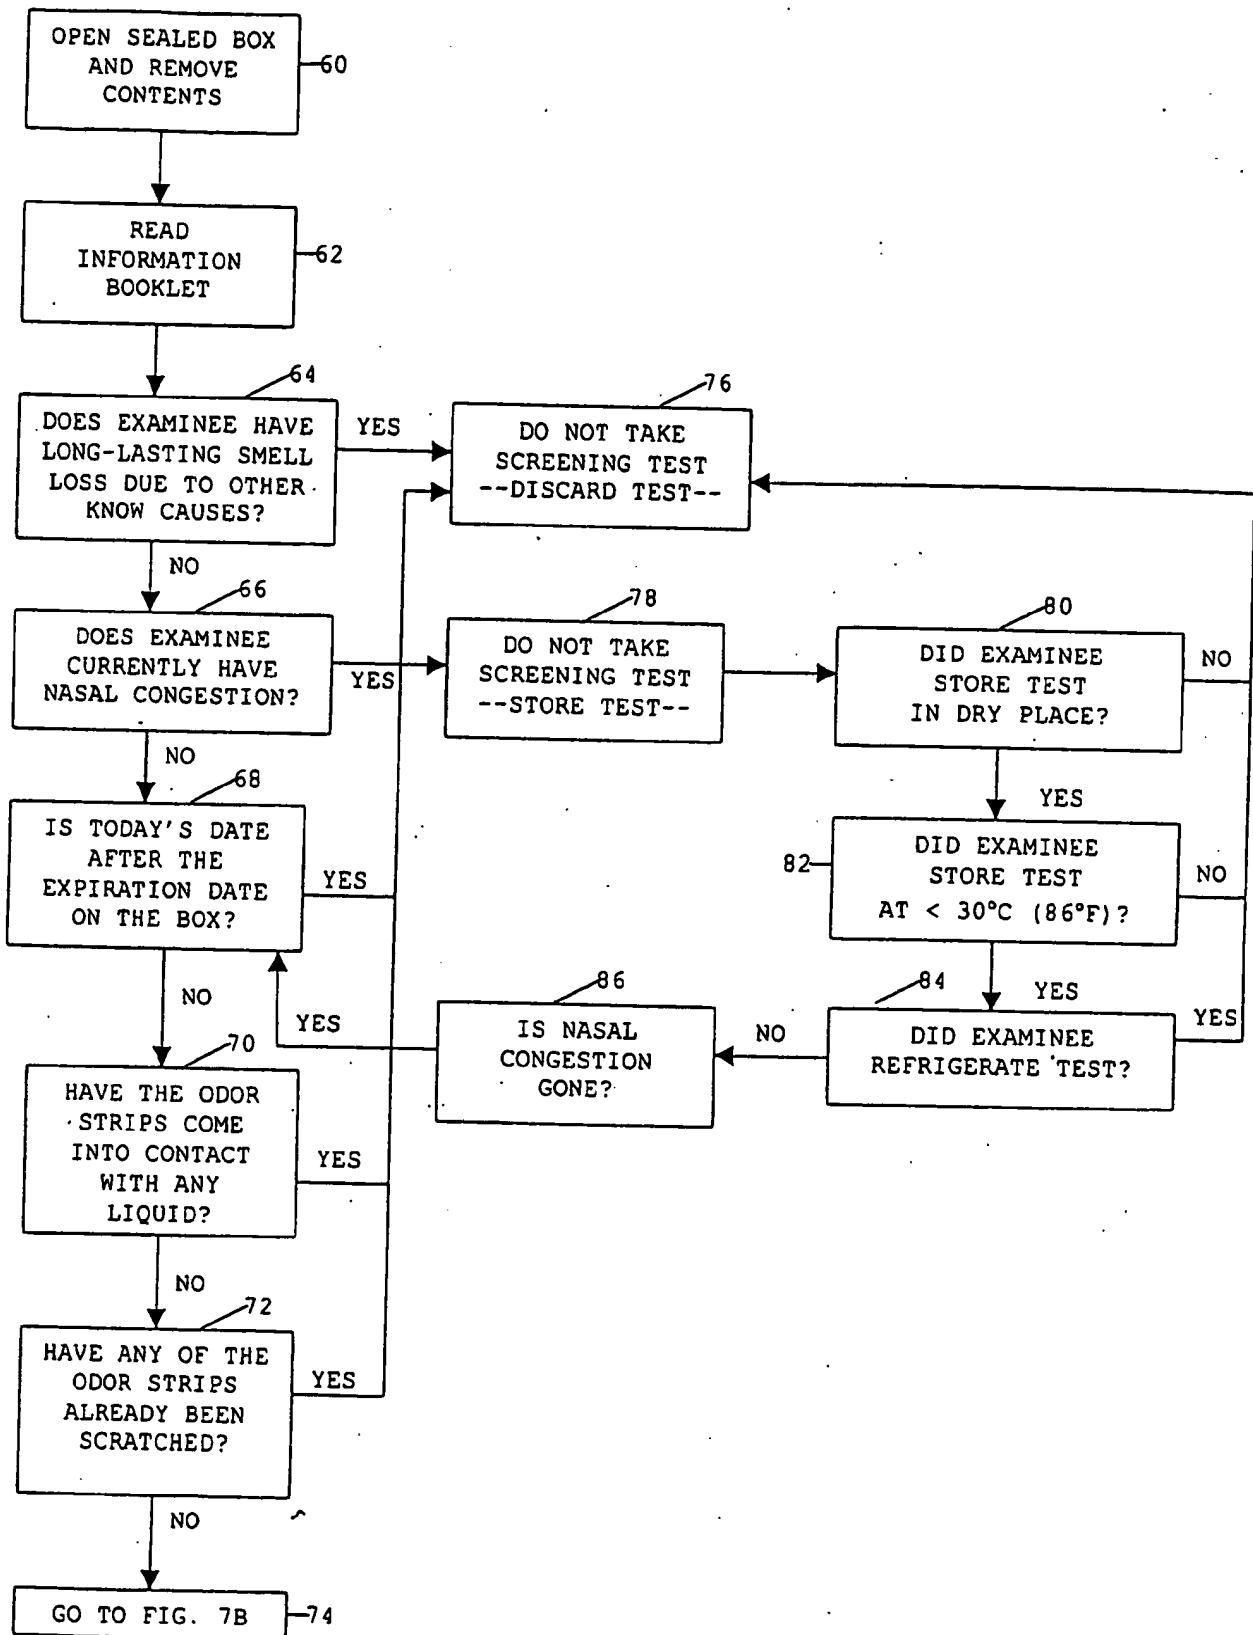 OPEN SEALED BOX
AND REMOVE
CONTENTS
60
READ
INFORMATION
BOOKLET
62
64
DOES EXAMINEE HAVE
LONG-LASTING SMELL
LOSS DUE TO OTHER
KNOW CAUSES?
YES
NO
76
DO NOT TAKE
SCREENING TEST
--DISCARD TEST--
66
DOES EXAMINEE
CURRENTLY HAVE
NASAL CONGESTION?
YES
NO
78
DO NOT TAKE
SCREENING TEST
--STORE TEST--
80
DID EXAMINEE
STORE TEST
IN DRY PLACE?
NO
YES
68
IS TODAY'S DATE
AFTER THE
EXPIRATION DATE
ON THE BOX?
YES
NO
82
DID EXAMINEE
STORE TEST
AT < 30°C (86°F)?
NO
YES
84
DID EXAMINEE
REFRIGERATE TEST?
YES
NO
86
IS NASAL
CONGESTION
GONE?
YES
70
HAVE THE ODOR
STRIPS COME
INTO CONTACT
WITH ANY
LIQUID?
YES
NO
72
HAVE ANY OF THE
ODOR STRIPS
ALREADY BEEN
SCRATCHED?
YES
NO
GO TO FIG. 7B
74